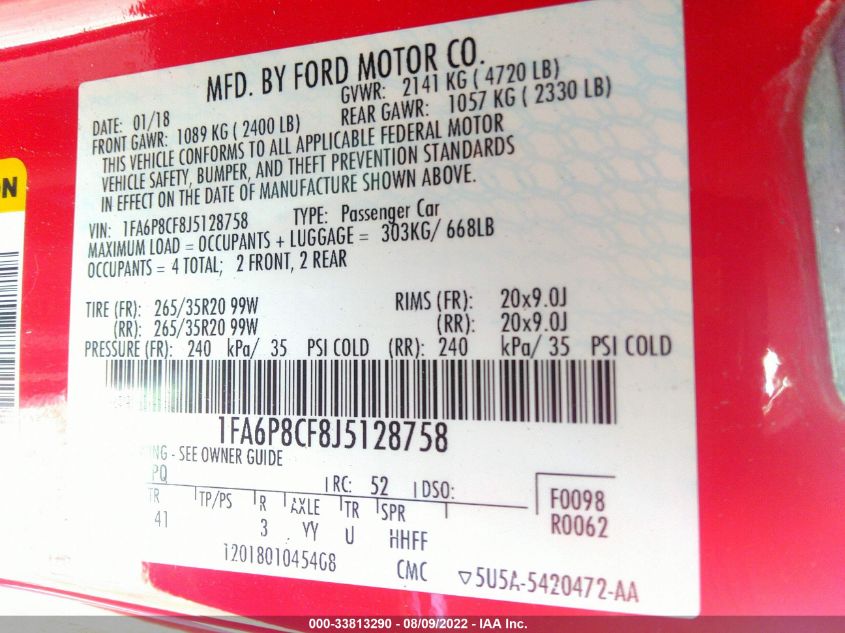 MFD. BY FORD MOTOR CO.
DATE: 01/18 GVWR: 2141 KG ( 4720 LB)
FRONT GAWR: 1089 KG ( 2400 LB) REAR GAWR: 1057 KG ( 2330 LB)
THIS VEHICLE CONFORMS TO ALL APPLICABLE FEDERAL MOTOR
VEHICLE SAFETY, BUMPER, AND THEFT PREVENTION STANDARDS
IN EFFECT ON THE DATE OF MANUFACTURE SHOWN ABOVE.
VIN: 1FA6P8CF8J5128758 TYPE: Passenger Car
MAXIMUM LOAD = OCCUPANTS + LUGGAGE = 303KG/ 668LB
OCCUPANTS = 4 TOTAL; 2 FRONT, 2 REAR
TIRE (FR): 265/35R20 99W RIMS (FR): 20x9.0J
(RR): 265/35R20 99W (RR): 20x9.0J
PRESSURE (FR): 240 kPa/ 35 PSI COLD (RR): 240 kPa/ 35 PSI COLD
1FA6P8CF8J5128758
NG - SEE OWNER GUIDE
PQ
RC: 52 DSO:
TR TP/PS R AXLE TR SPR F0098
41 3 YY U HHFF R0062
CMC 5U5A-5420472-AA
ON
000-33813290 - 08/09/2022 - IAA Inc.